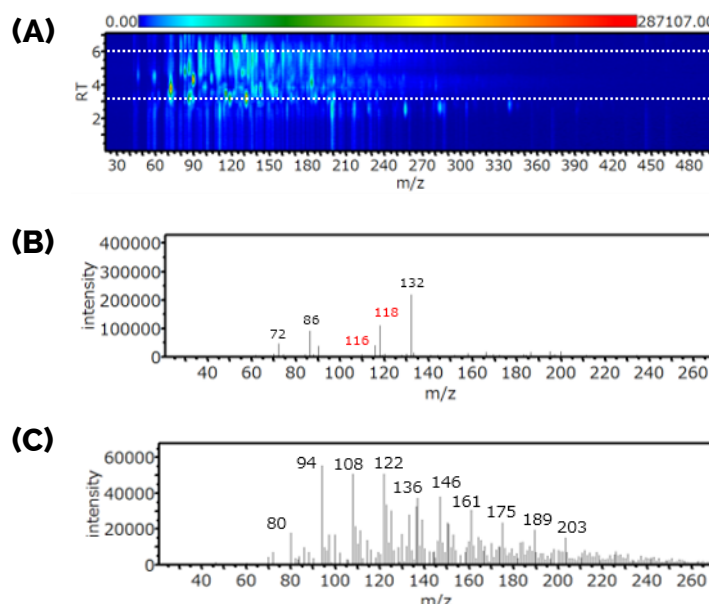 (A)
0.00 287107.00
RT
6
4
2
30 60 90 120 150 180 210 240 270 300 330 360 390 420 450 480
m/z
(B)
intensity
400000
300000
200000
100000
0
72 86 116 118 132
40 60 80 100 120 140 160 180 200 220 240 260
m/z
(C)
intensity
60000
40000
20000
0
80 94 108 122 136 146 161 175 189 203
40 60 80 100 120 140 160 180 200 220 240 260
m/z